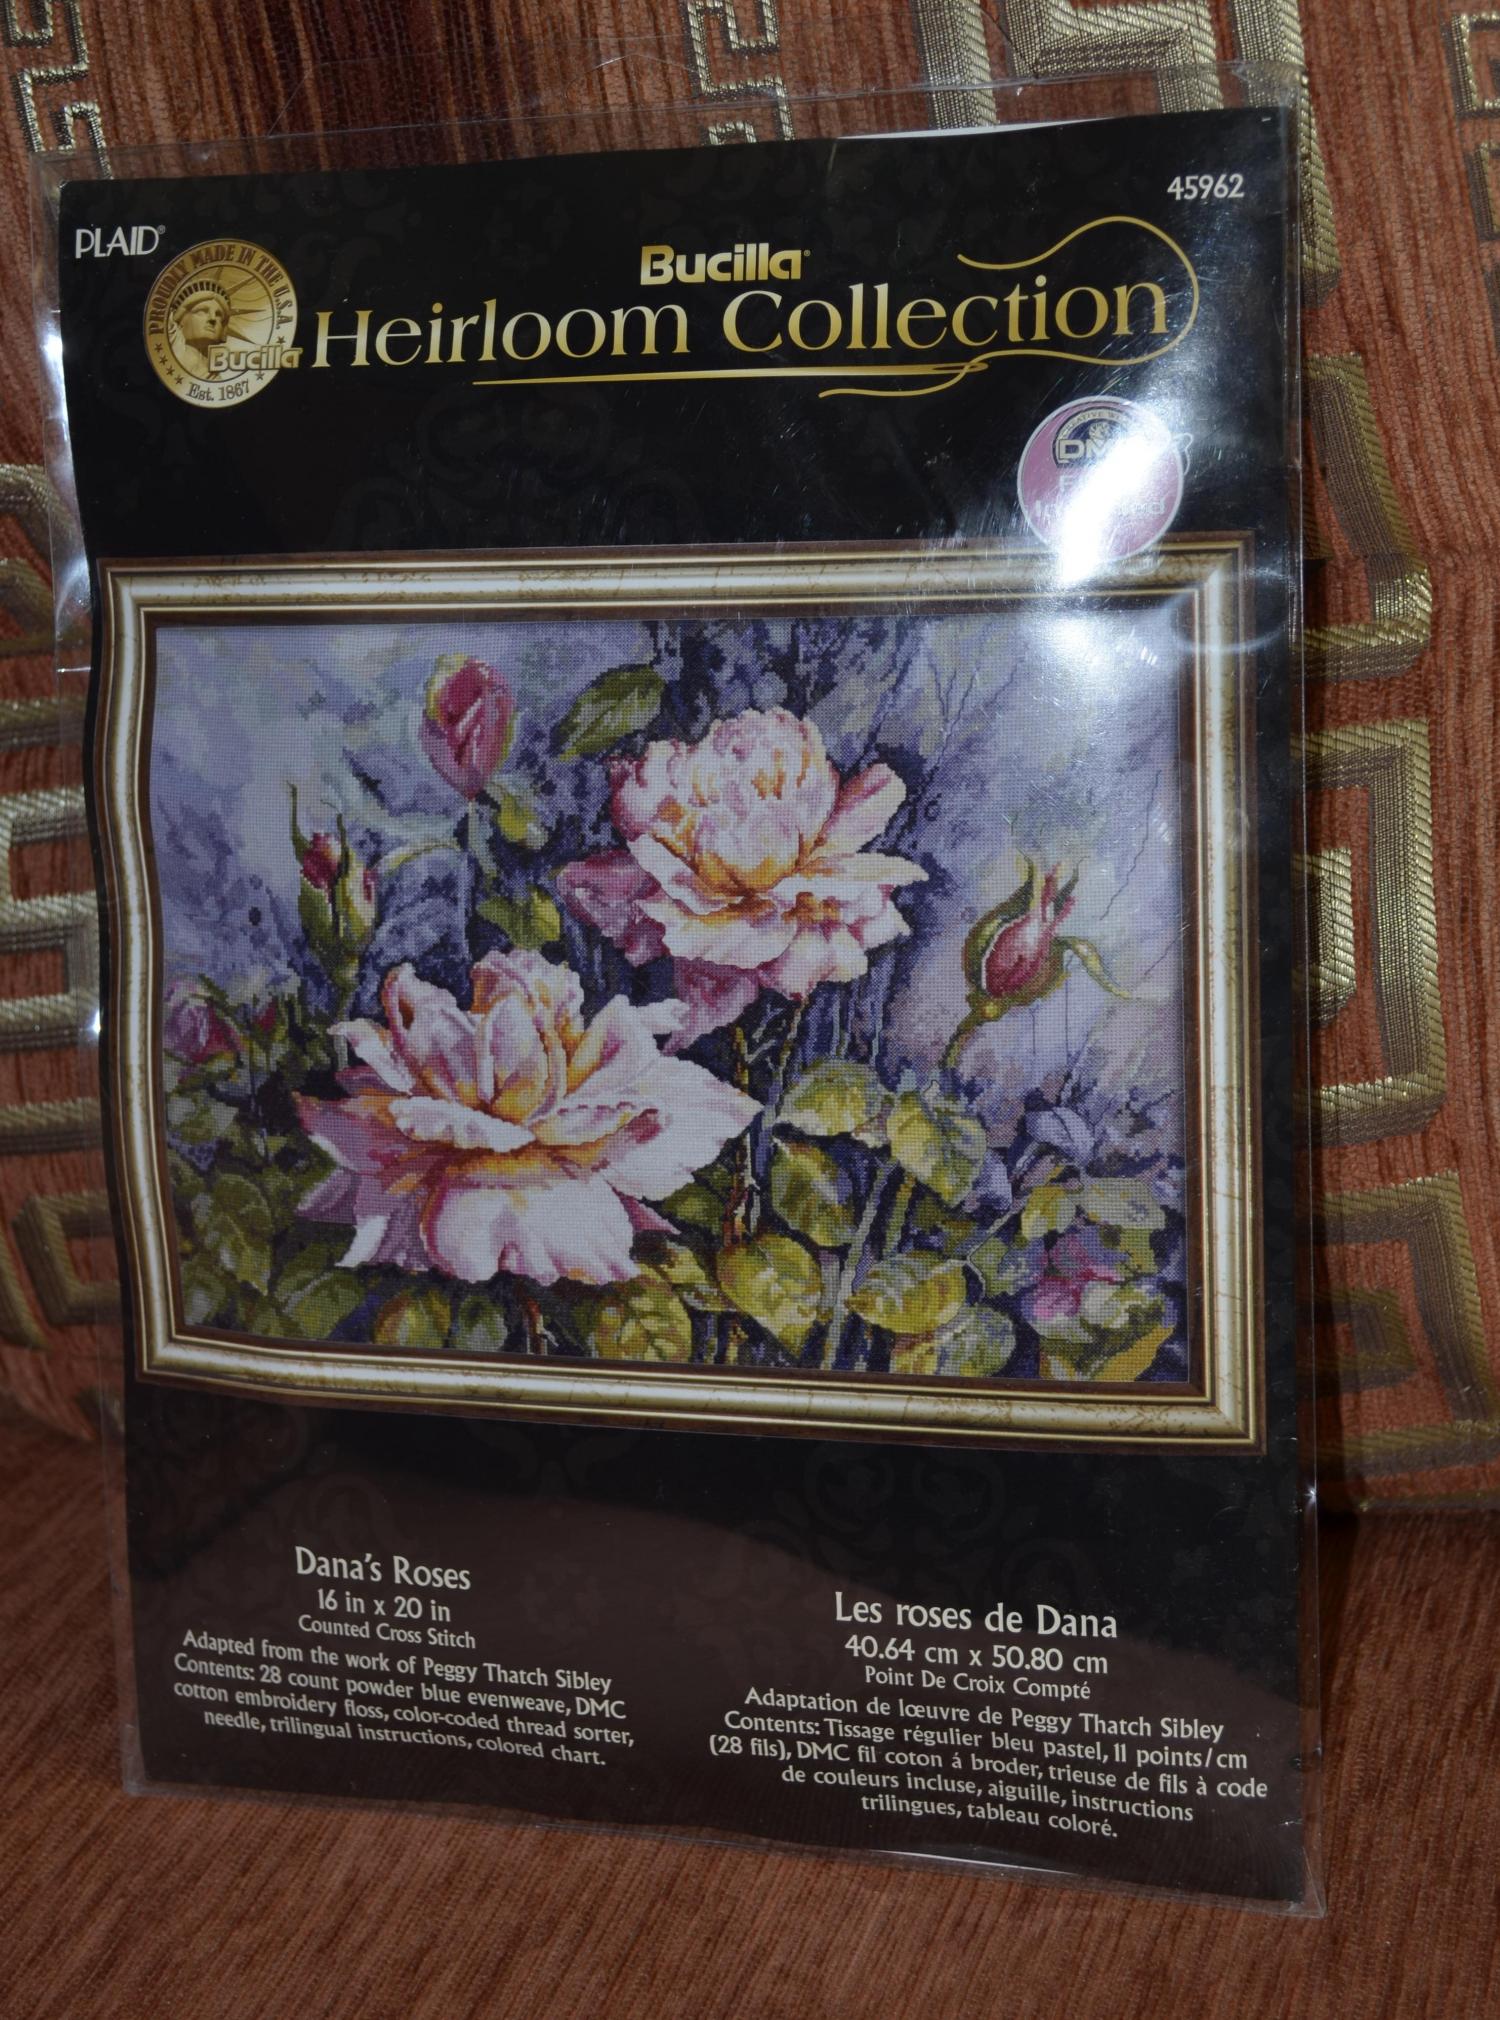 45962
PLAID®
PROUDLY MADE IN THE U.S.A.
Bucilla
Est. 1867
Bucilla®
Heirloom Collection
DMC
Dana's Roses
16 in x 20 in
Counted Cross Stitch
Adapted from the work of Peggy Thatch Sibley
Contents: 28 count powder blue evenweave, DMC
cotton embroidery floss, color-coded thread sorter,
needle, trilingual instructions, colored chart.
Les roses de Dana
40.64 cm x 50.80 cm
Point De Croix Compté
Adaptation de lœuvre de Peggy Thatch Sibley
Contents: Tissage régulier bleu pastel, 11 points/cm
(28 fils), DMC fil coton á broder, trieuse de fils à code
de couleurs incluse, aiguille, instructions
trilingues, tableau coloré.